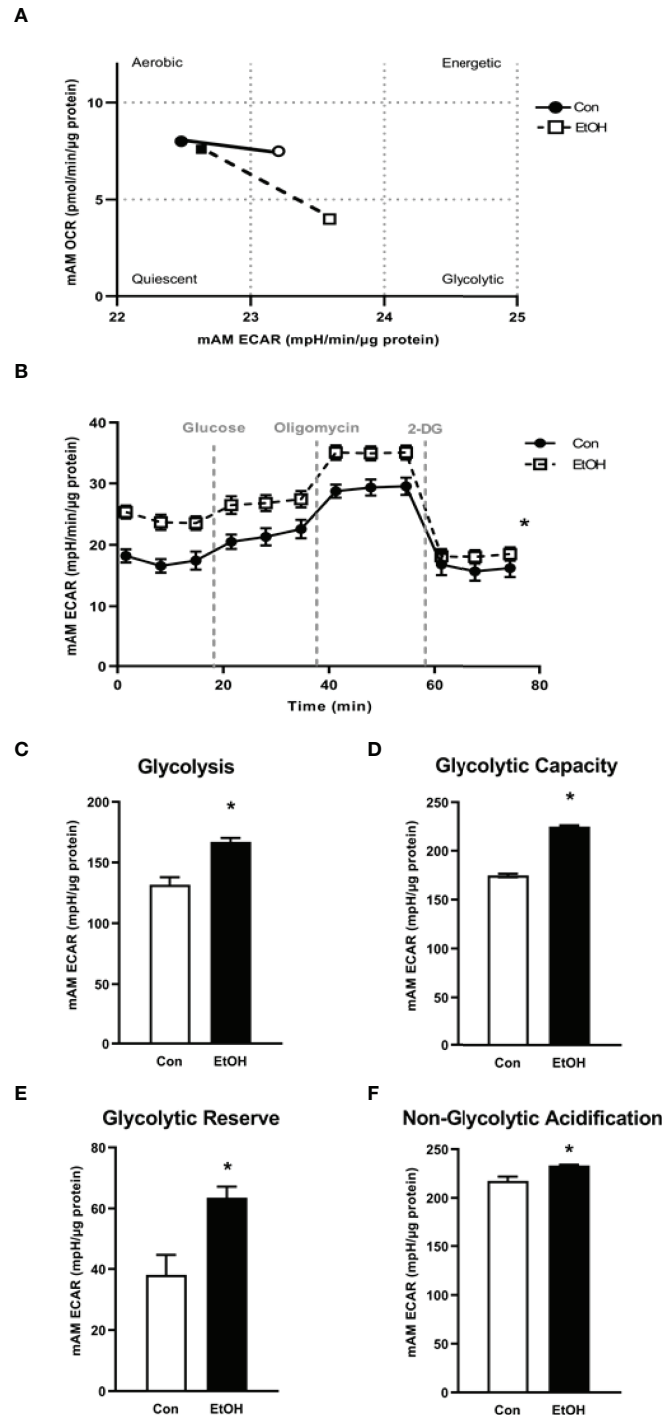 A
Aerobic
Energetic
10
5
0
Quiescent
Glycolytic
22
23
24
25
mAM OCR (pmol/min/µg protein)
mAM ECAR (mpH/min/µg protein)
Con
EtOH
B
40
30
20
10
0
Glucose
Oligomycin
2-DG
Con
EtOH
*
0
20
40
60
80
mAM ECAR (mpH/min/µg protein)
Time (min)
C
Glycolysis
200
150
100
50
0
*
mAM ECAR (mpH/µg protein)
Con
EtOH
D
Glycolytic Capacity
250
200
150
100
50
0
*
mAM ECAR (mpH/µg protein)
Con
EtOH
E
Glycolytic Reserve
80
60
40
20
0
*
mAM ECAR (mpH/µg protein)
Con
EtOH
F
Non-Glycolytic Acidification
250
200
250
100
50
0
*
mAM ECAR (mpH/µg protein)
Con
EtOH